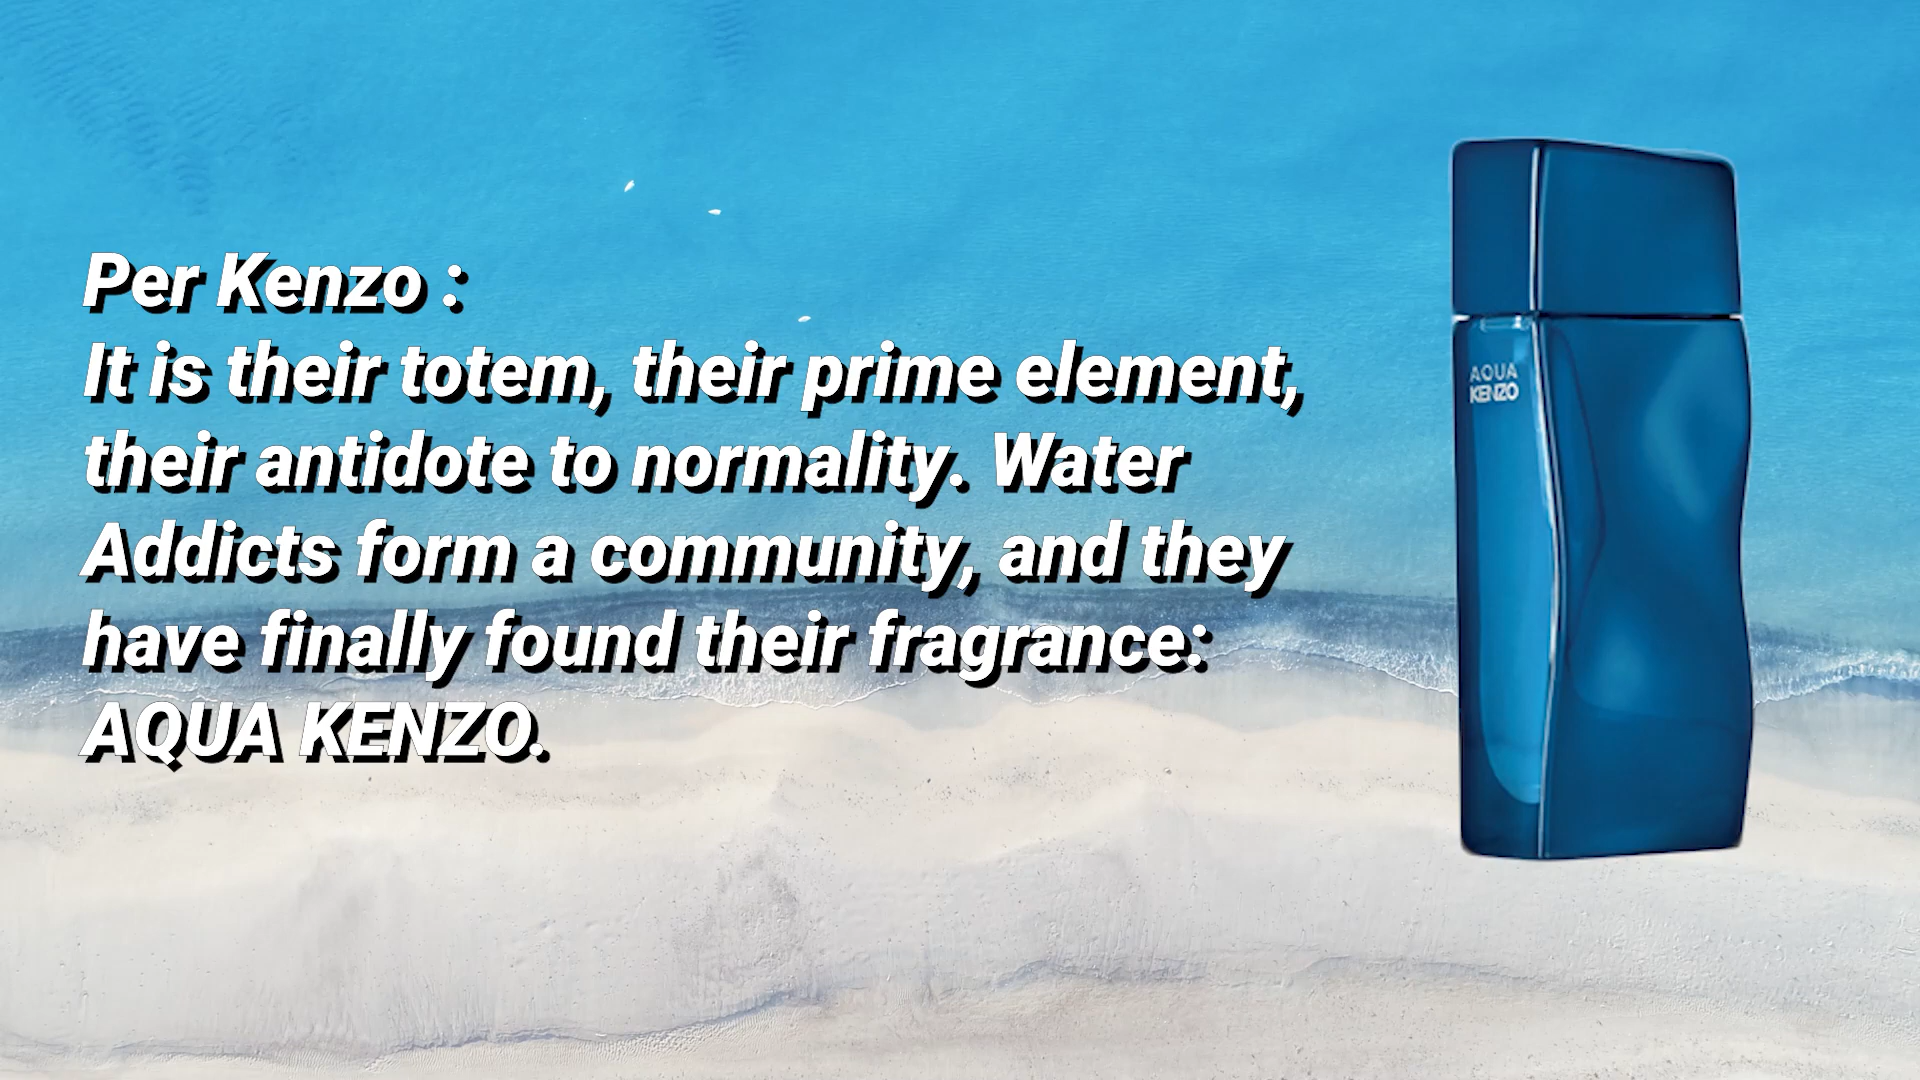 Per Kenzo :
It is their totem, their prime element,
their antidote to normality. Water
Addicts form a community, and they
have finally found their fragrance:
AQUA KENZO.
AQUA
KENZO